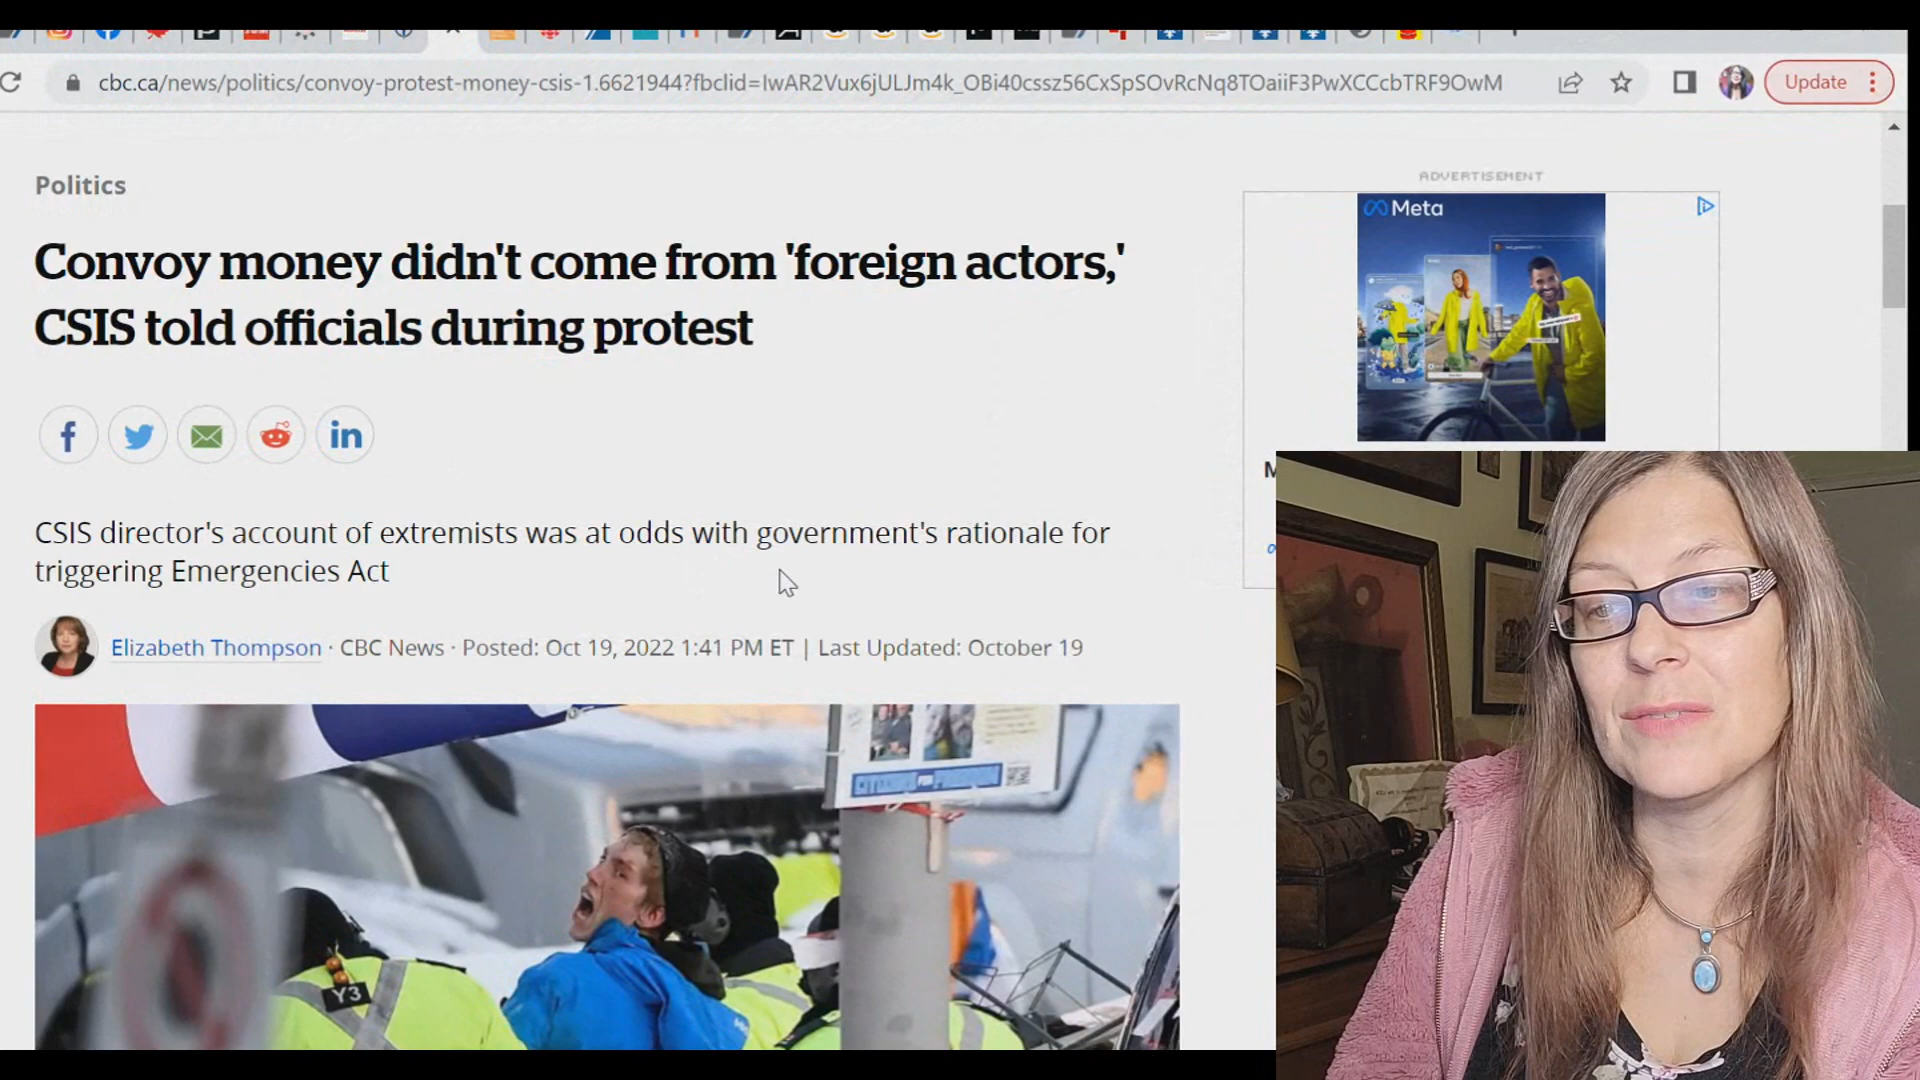 cbc.ca/news/politics/convoy-protest-money-csis-1.6621944?fbclid=IwAR2Vux6jULJm4k_OBi40cssz56CxSpSOvRcNq8TOaiiF3PwXCCcbTRF9OwM
Update
Politics
ADVERTISEMENT
Meta
Convoy money didn't come from 'foreign actors,'
CSIS told officials during protest
CSIS director's account of extremists was at odds with government's rationale for
triggering Emergencies Act
Elizabeth Thompson · CBC News · Posted: Oct 19, 2022 1:41 PM ET | Last Updated: October 19
CITIZENS FOR FREEDOM
Y3